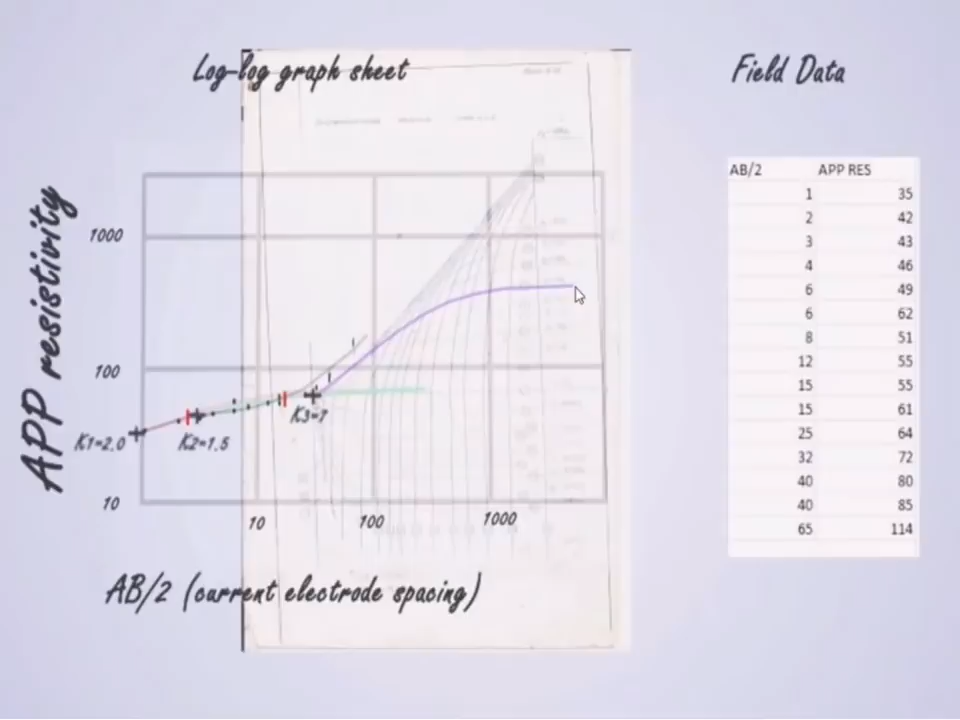 Log-log graph sheet
Field Data
APP resistivity
1000
100
10
K1=2.0
K2=1.5
K3=7
10
100
1000
AB/2 (current electrode spacing)
AB/2 APP RES
1 35
2 42
3 43
4 46
6 49
6 62
8 51
12 55
15 55
15 61
25 64
32 72
40 80
40 85
65 114